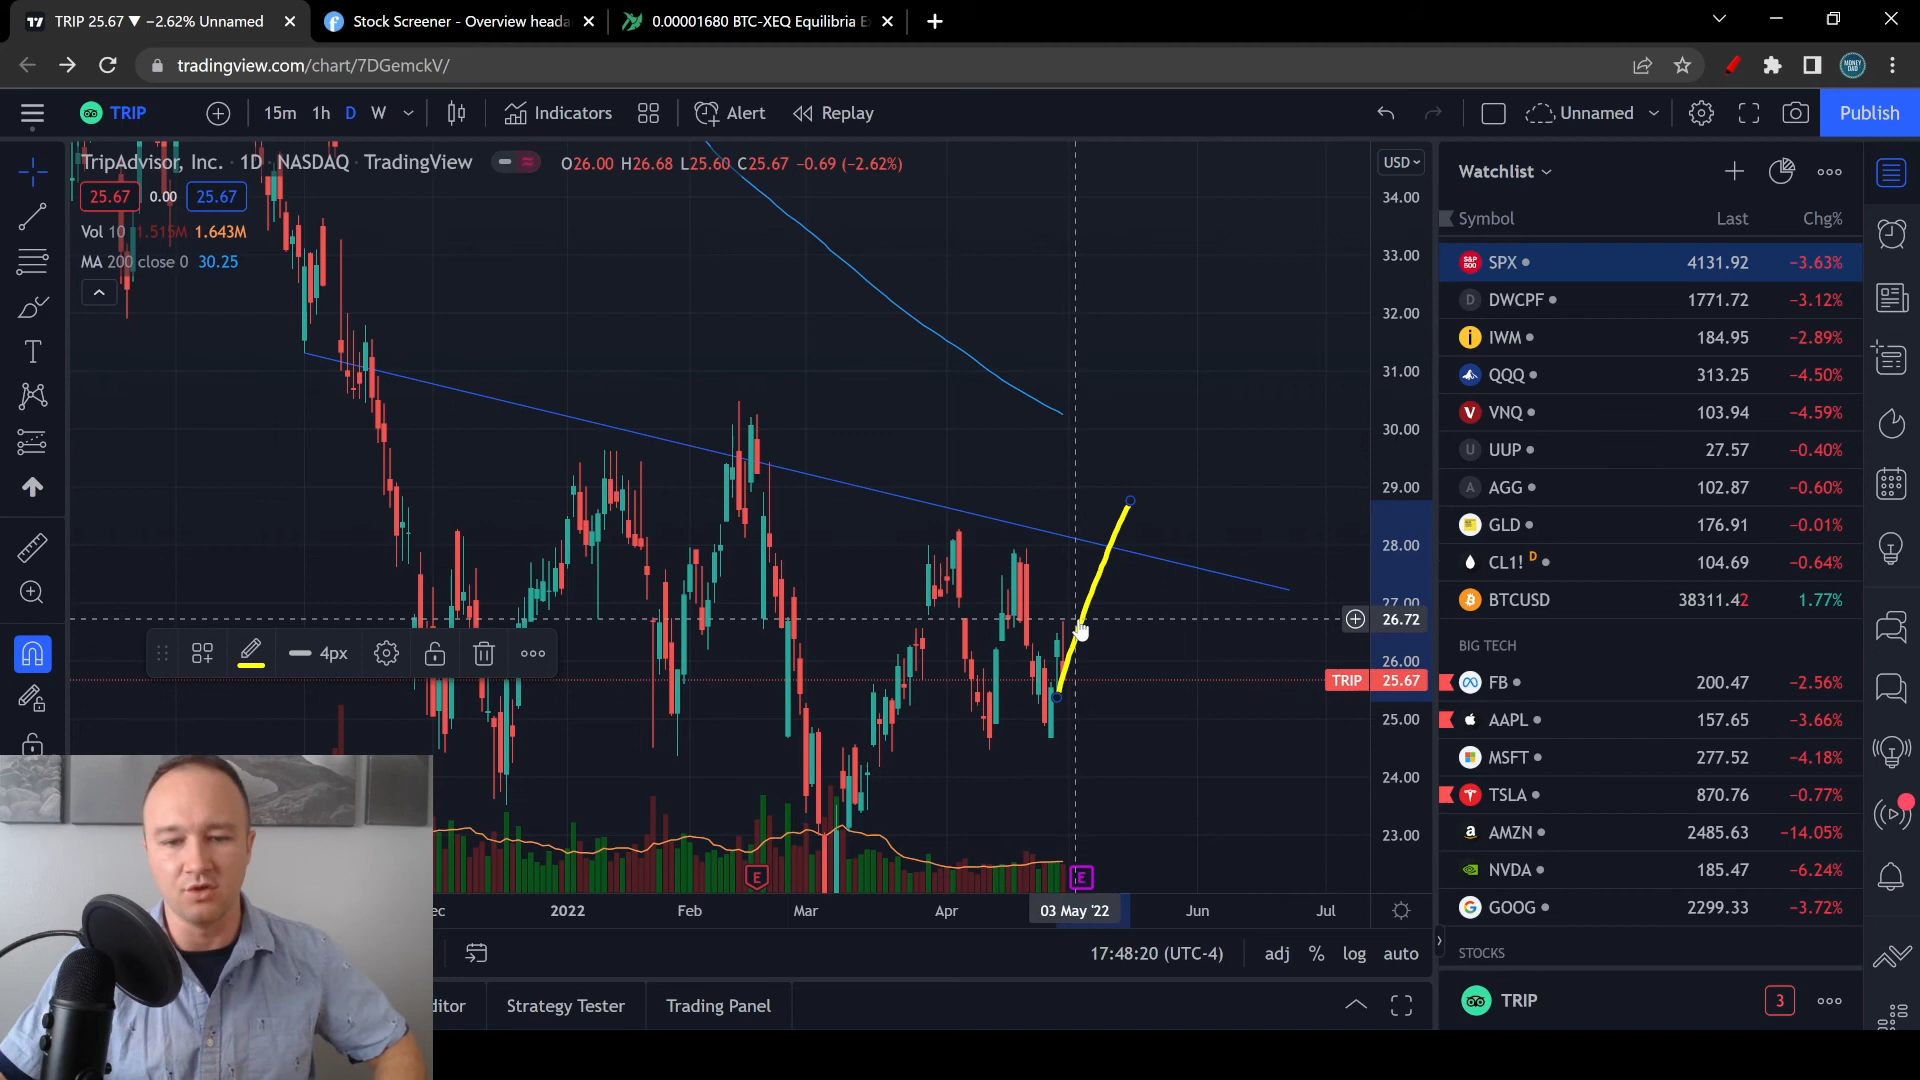 TRIP 25.67 ▼ −2.62% Unnamed
Stock Screener - Overview heada
0.00001680 BTC-XEQ Equilibria E
tradingview.com/chart/7DGemckV/
MONEY DAD
TRIP
15m 1h D W
Indicators
Alert
Replay
Unnamed
Publish
TripAdvisor, Inc. · 1D · NASDAQ · TradingView
O26.00 H26.68 L25.60 C25.67 −0.69 (−2.62%)
25.67 0.00 25.67
Vol 10 1.515M 1.643M
MA 200 close 0 30.25
USD
34.00
33.00
32.00
31.00
30.00
29.00
28.00
27.00
26.72
26.00
TRIP 25.67
25.00
24.00
23.00
4px
E
E
ec 2022 Feb Mar Apr 03 May '22 Jun Jul
17:48:20 (UTC-4) adj % log auto
itor Strategy Tester Trading Panel
Watchlist
Symbol Last Chg%
S&P 500 SPX 4131.92 −3.63%
D DWCPF 1771.72 −3.12%
i IWM 184.95 −2.89%
QQQ 313.25 −4.50%
V VNQ 103.94 −4.59%
U UUP 27.57 −0.40%
A AGG 102.87 −0.60%
GLD 176.91 −0.01%
CL1! D 104.69 −0.64%
BTCUSD 38311.42 1.77%
BIG TECH
FB 200.47 −2.56%
AAPL 157.65 −3.66%
MSFT 277.52 −4.18%
TSLA 870.76 −0.77%
a AMZN 2485.63 −14.05%
NVDA 185.47 −6.24%
G GOOG 2299.33 −3.72%
STOCKS
TRIP 3